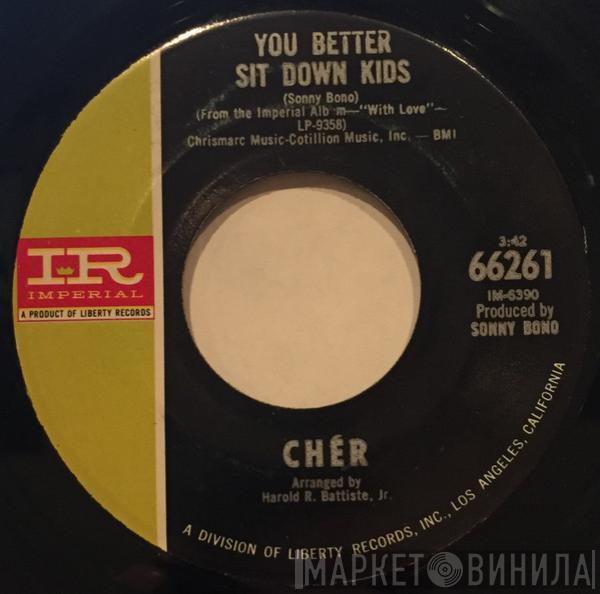 YOU BETTER
SIT DOWN KIDS
(Sonny Bono)
(From the Imperial Alb m—"With Love"—
LP-9358)
Chrismarc Music-Cotillion Music, Inc. — BMI
IR
IMPERIAL
A PRODUCT OF LIBERTY RECORDS
3:42
66261
IM-6390
Produced by
SONNY BONO
CHÉR
Arranged by
Harold R. Battiste, Jr.
A DIVISION OF LIBERTY RECORDS, INC., LOS ANGELES, CALIFORNIA
МАРКЕТ ВИНИЛА